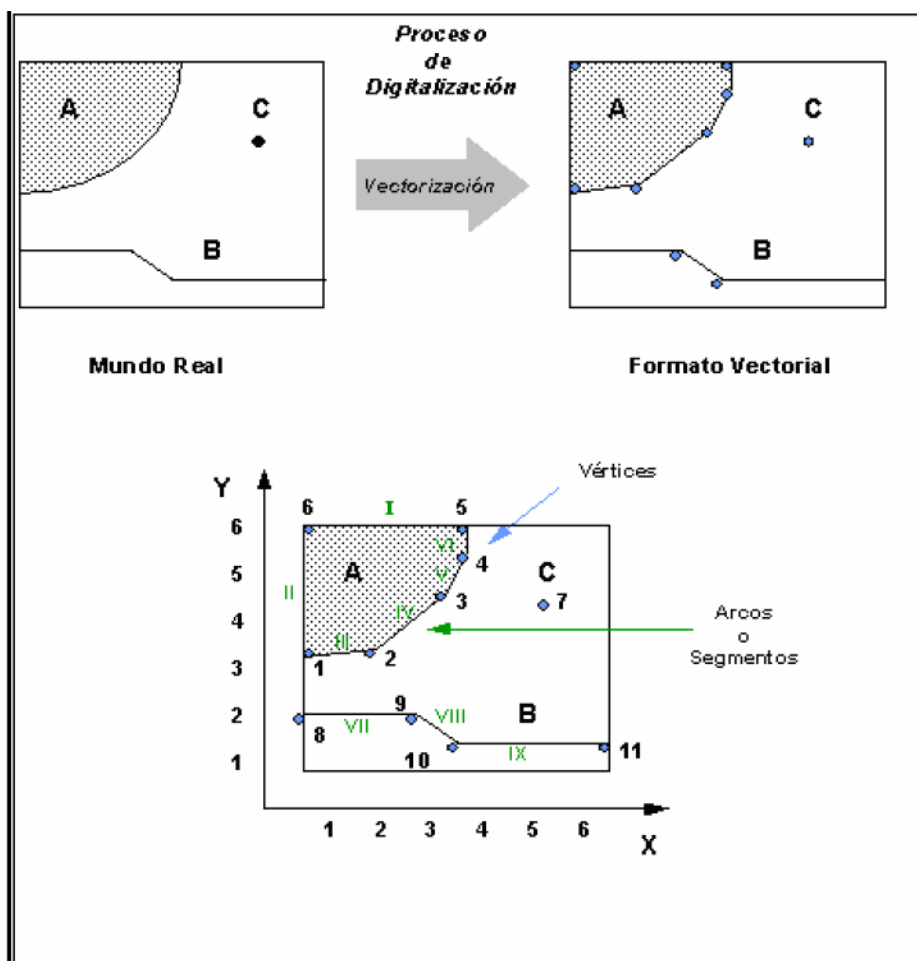 Proceso
de
Digitalización
A
C
Vectorización
A
C
B
B
Mundo Real
Formato Vectorial
Vértices
Y
6
I
5
6
VI
4
5
A
V
C
II
3
7
4
IV
Arcos
o
Segmentos
III
1
2
3
2
9
VIII
B
8
VII
1
10
IX
11
1 2 3 4 5 6
X